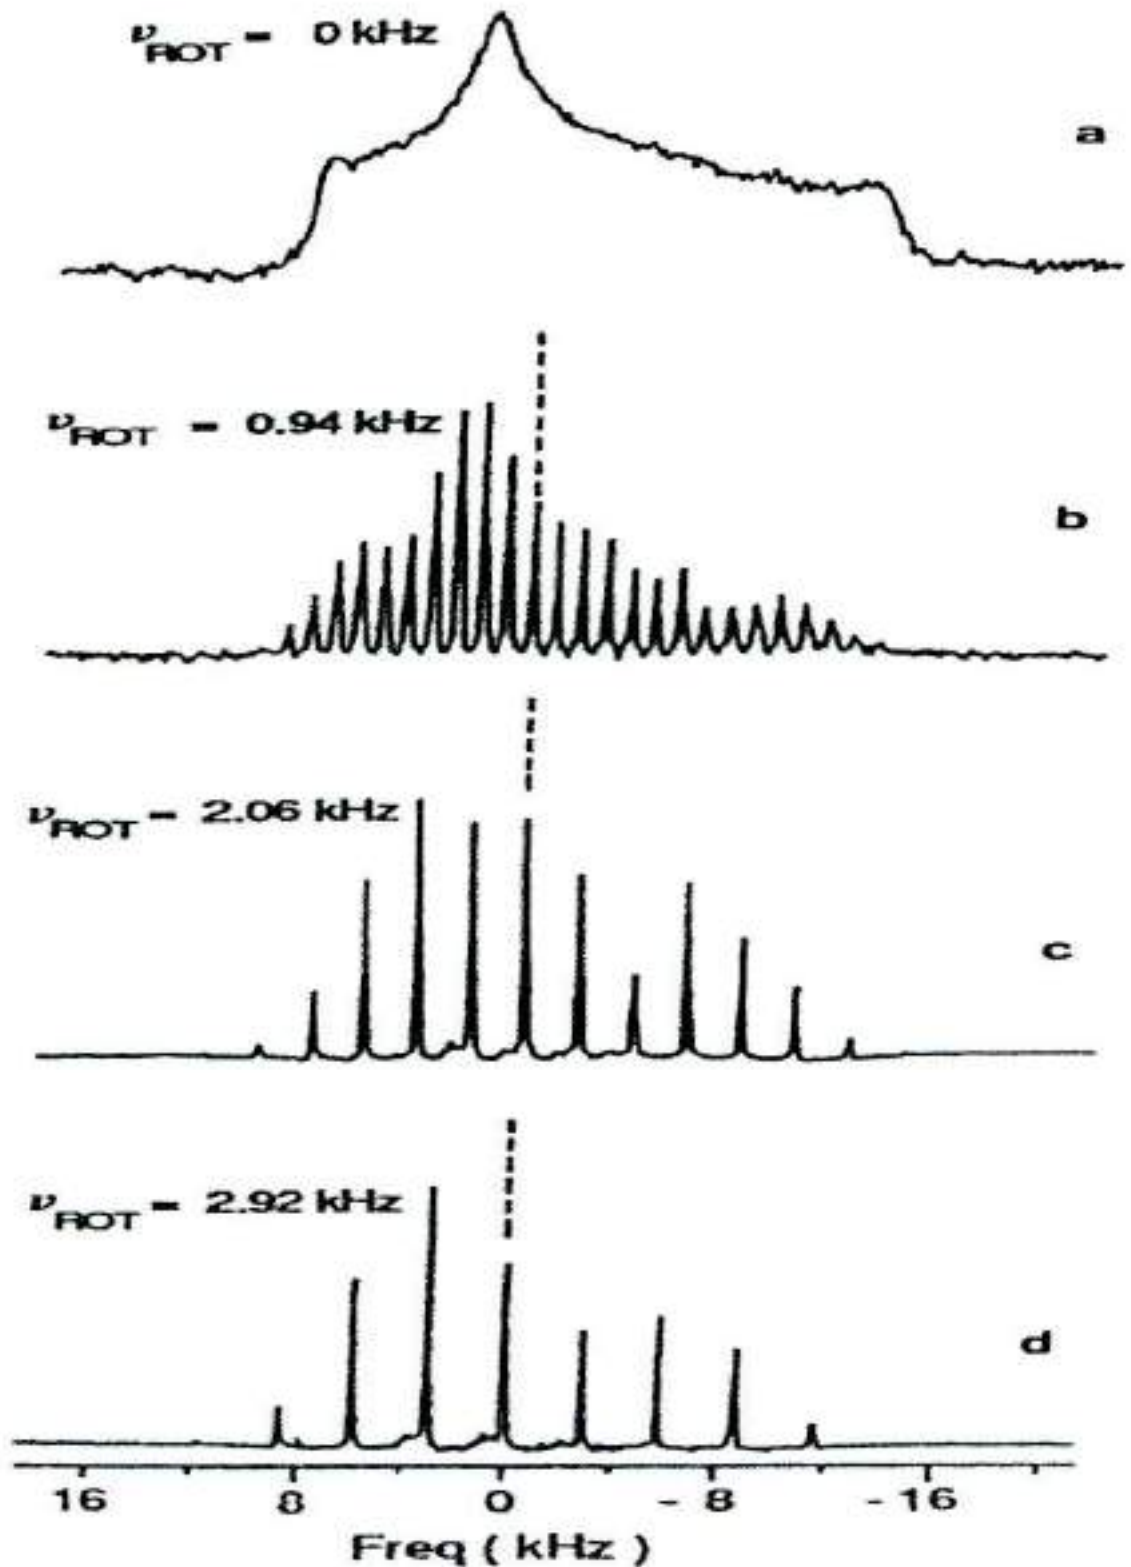 νROT = 0 kHz
a
νROT = 0.94 kHz
b
νROT = 2.06 kHz
c
νROT = 2.92 kHz
d
16 8 0 - 8 - 16
Freq ( kHz )